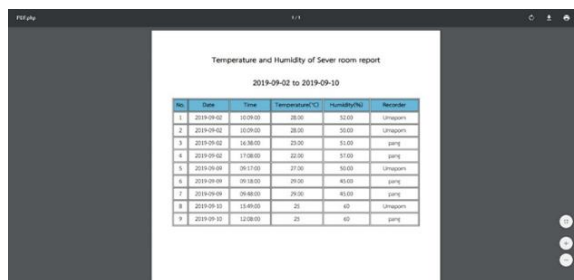 PDF.php
1/1
Temperature and Humidity of Sever room report
2019-09-02 to 2019-09-10
No. Date Time Temperature(°C) Humidity(%) Recorder
1 2019-09-02 10:09:00 28.00 52.00 Umaporn
2 2019-09-02 10:09:00 28.00 50.00 Umaporn
3 2019-09-02 16:38:00 23.00 51.00 pang
4 2019-09-02 17:08:00 22.00 57.00 pang
5 2019-09-09 09:17:00 27.00 50.00 Umaporn
6 2019-09-09 09:18:00 29.00 45.00 pang
7 2019-09-09 09:48:00 29.00 45.00 pang
8 2019-09-10 15:49:00 25 60 Umaporn
9 2019-09-10 12:08:00 25 60 pang